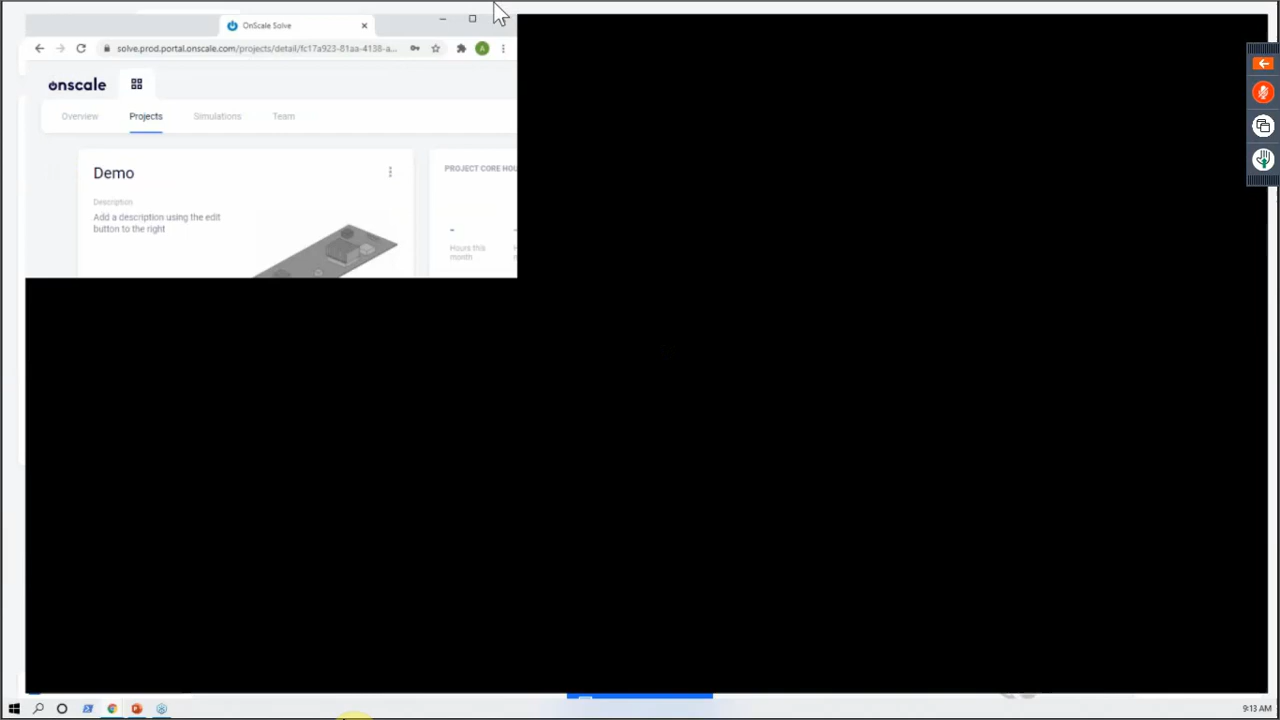 OnScale Solve
solve.prod.portal.onscale.com/projects/detail/fc17a923-81aa-4138-a...
A
onscale
Overview
Projects
Simulations
Team
Demo
PROJECT CORE HOU
Description
Add a description using the edit
button to the right
-
-
Hours this
month
9:13 AM